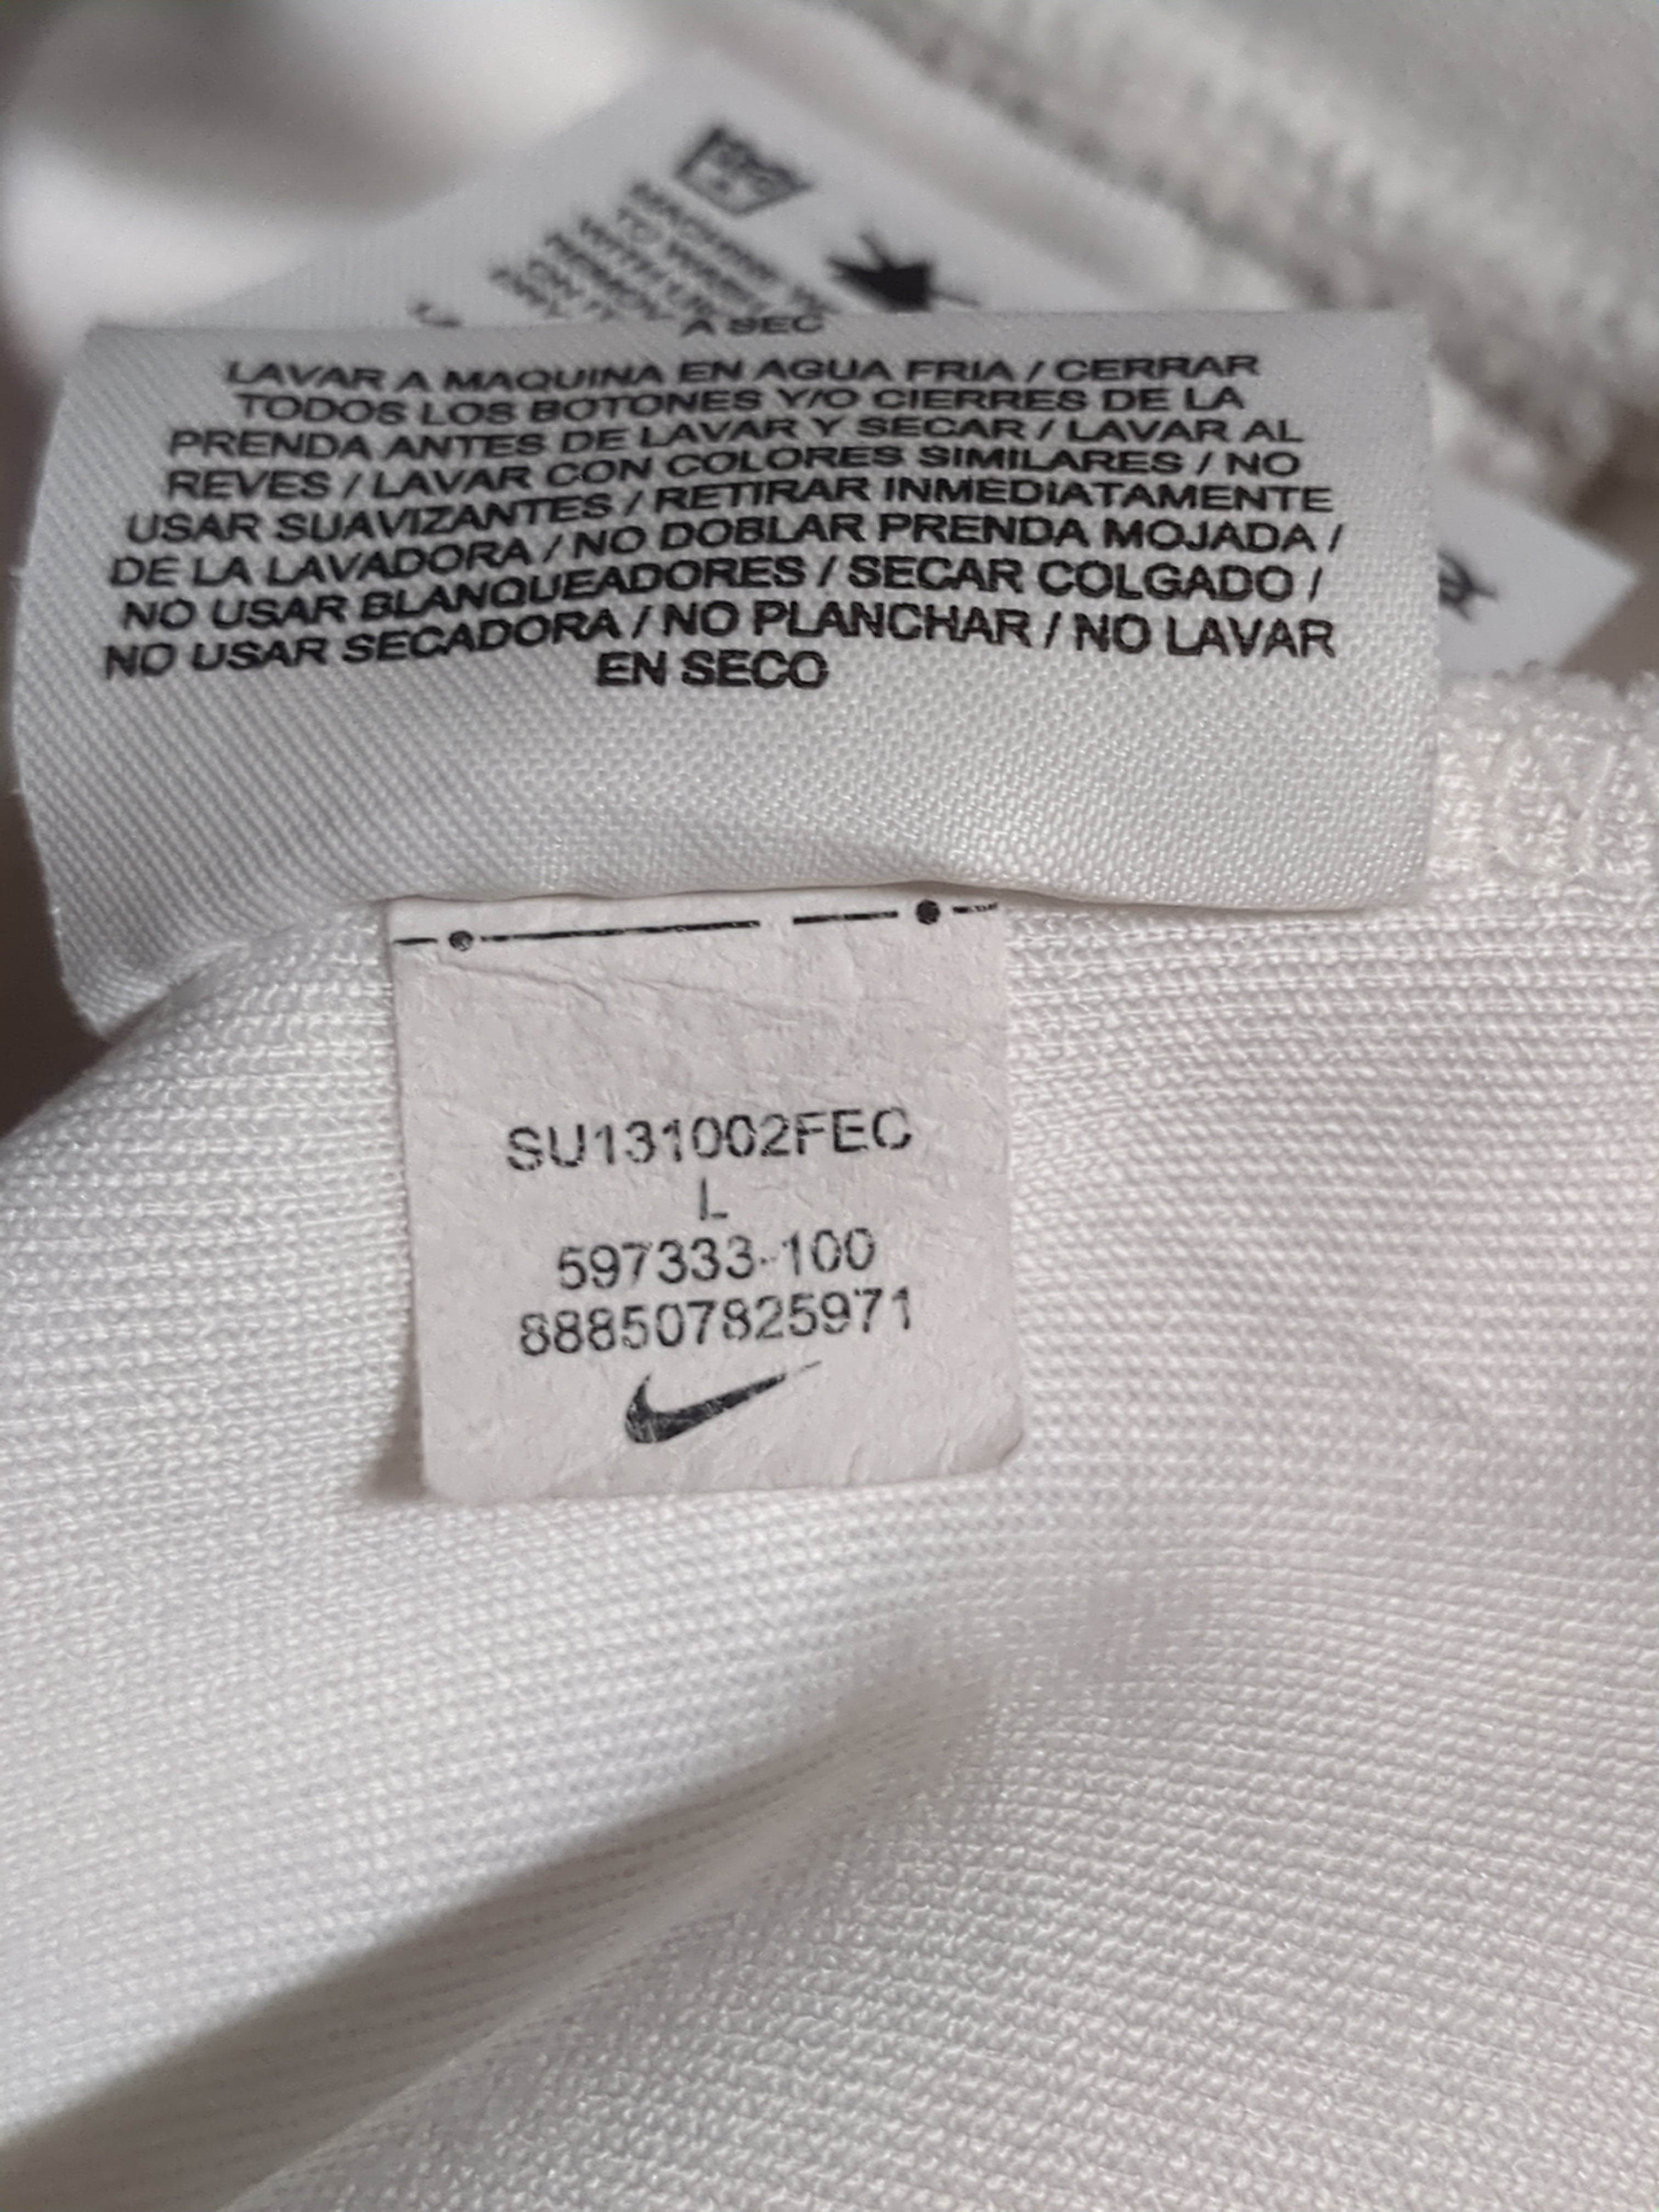 A SEC
LAVAR A MAQUINA EN AGUA FRIA / CERRAR
TODOS LOS BOTONES Y/O CIERRES DE LA
PRENDA ANTES DE LAVAR Y SECAR / LAVAR AL
REVES / LAVAR CON COLORES SIMILARES / NO
USAR SUAVIZANTES / RETIRAR INMEDIATAMENTE
DE LA LAVADORA / NO DOBLAR PRENDA MOJADA /
NO USAR BLANQUEADORES / SECAR COLGADO /
NO USAR SECADORA / NO PLANCHAR / NO LAVAR
EN SECO
SU131002FEC
L
597333-100
888507825971